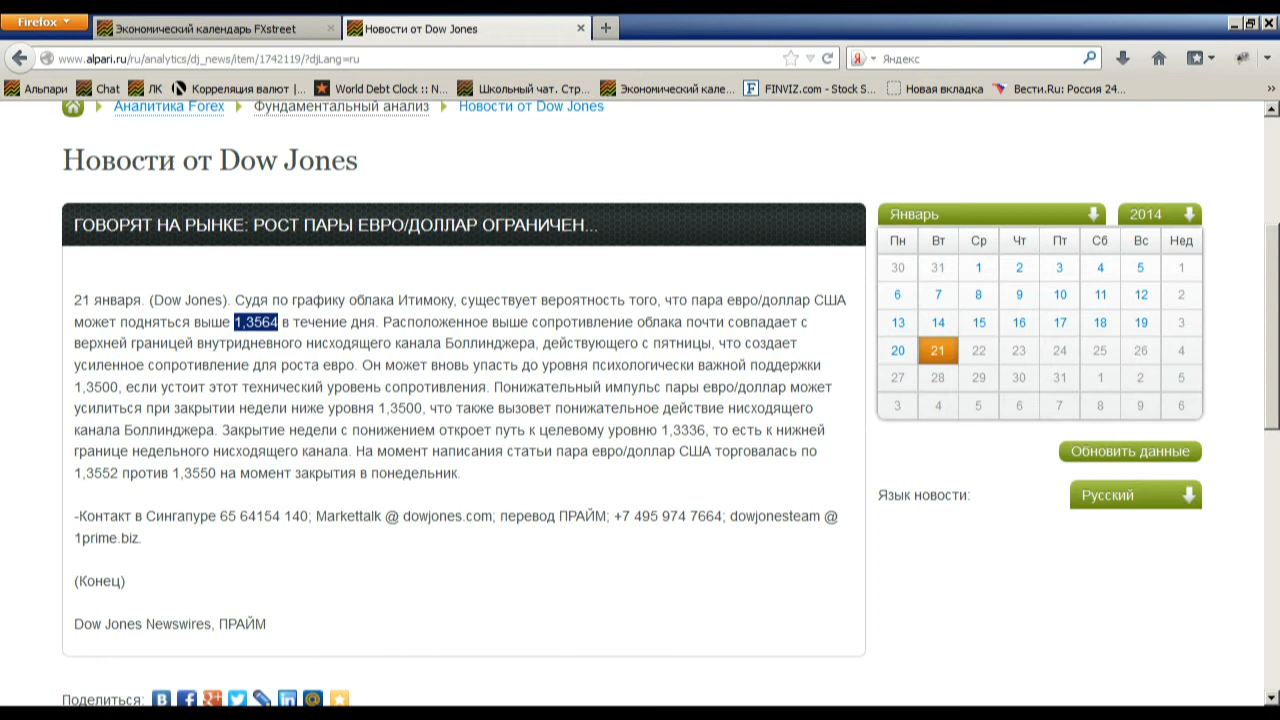 Firefox
Экономический календарь FXstreet
Новости от Dow Jones
www.alpari.ru/ru/analytics/dj_news/item/1742119/?djLang=ru
Яндекс
Альпари
Chat
ЛК
Корреляция валют |...
World Debt Clock :: N...
Школьный чат. Стр...
Экономический кале...
FINVIZ.com - Stock S...
Новая вкладка
Вести.Ru: Россия 24...
Аналитика Forex
Фундаментальный анализ
Новости от Dow Jones
Новости от Dow Jones
ГОВОРЯТ НА РЫНКЕ: РОСТ ПАРЫ ЕВРО/ДОЛЛАР ОГРАНИЧЕН...
21 января. (Dow Jones). Судя по графику облака Итимоку, существует вероятность того, что пара евро/доллар США
может подняться выше 1,3564 в течение дня. Расположенное выше сопротивление облака почти совпадает с
верхней границей внутридневного нисходящего канала Боллинджера, действующего с пятницы, что создает
усиленное сопротивление для роста евро. Он может вновь упасть до уровня психологически важной поддержки
1,3500, если устоит этот технический уровень сопротивления. Понижательный импульс пары евро/доллар может
усилиться при закрытии недели ниже уровня 1,3500, что также вызовет понижательное действие нисходящего
канала Боллинджера. Закрытие недели с понижением откроет путь к целевому уровню 1,3336, то есть к нижней
границе недельного нисходящего канала. На момент написания статьи пара евро/доллар США торговалась по
1,3552 против 1,3550 на момент закрытия в понедельник.
-Контакт в Сингапуре 65 64154 140; Markettalk @ dowjones.com; перевод ПРАЙМ; +7 495 974 7664; dowjonesteam @
1prime.biz.
(Конец)
Dow Jones Newswires, ПРАЙМ
Поделиться:
Январь 2014
Пн Вт Ср Чт Пт Сб Вс Нед
30 31 1 2 3 4 5 1
6 7 8 9 10 11 12 2
13 14 15 16 17 18 19 3
20 21 22 23 24 25 26 4
27 28 29 30 31 1 2 5
3 4 5 6 7 8 9 6
Обновить данные
Язык новости: Русский